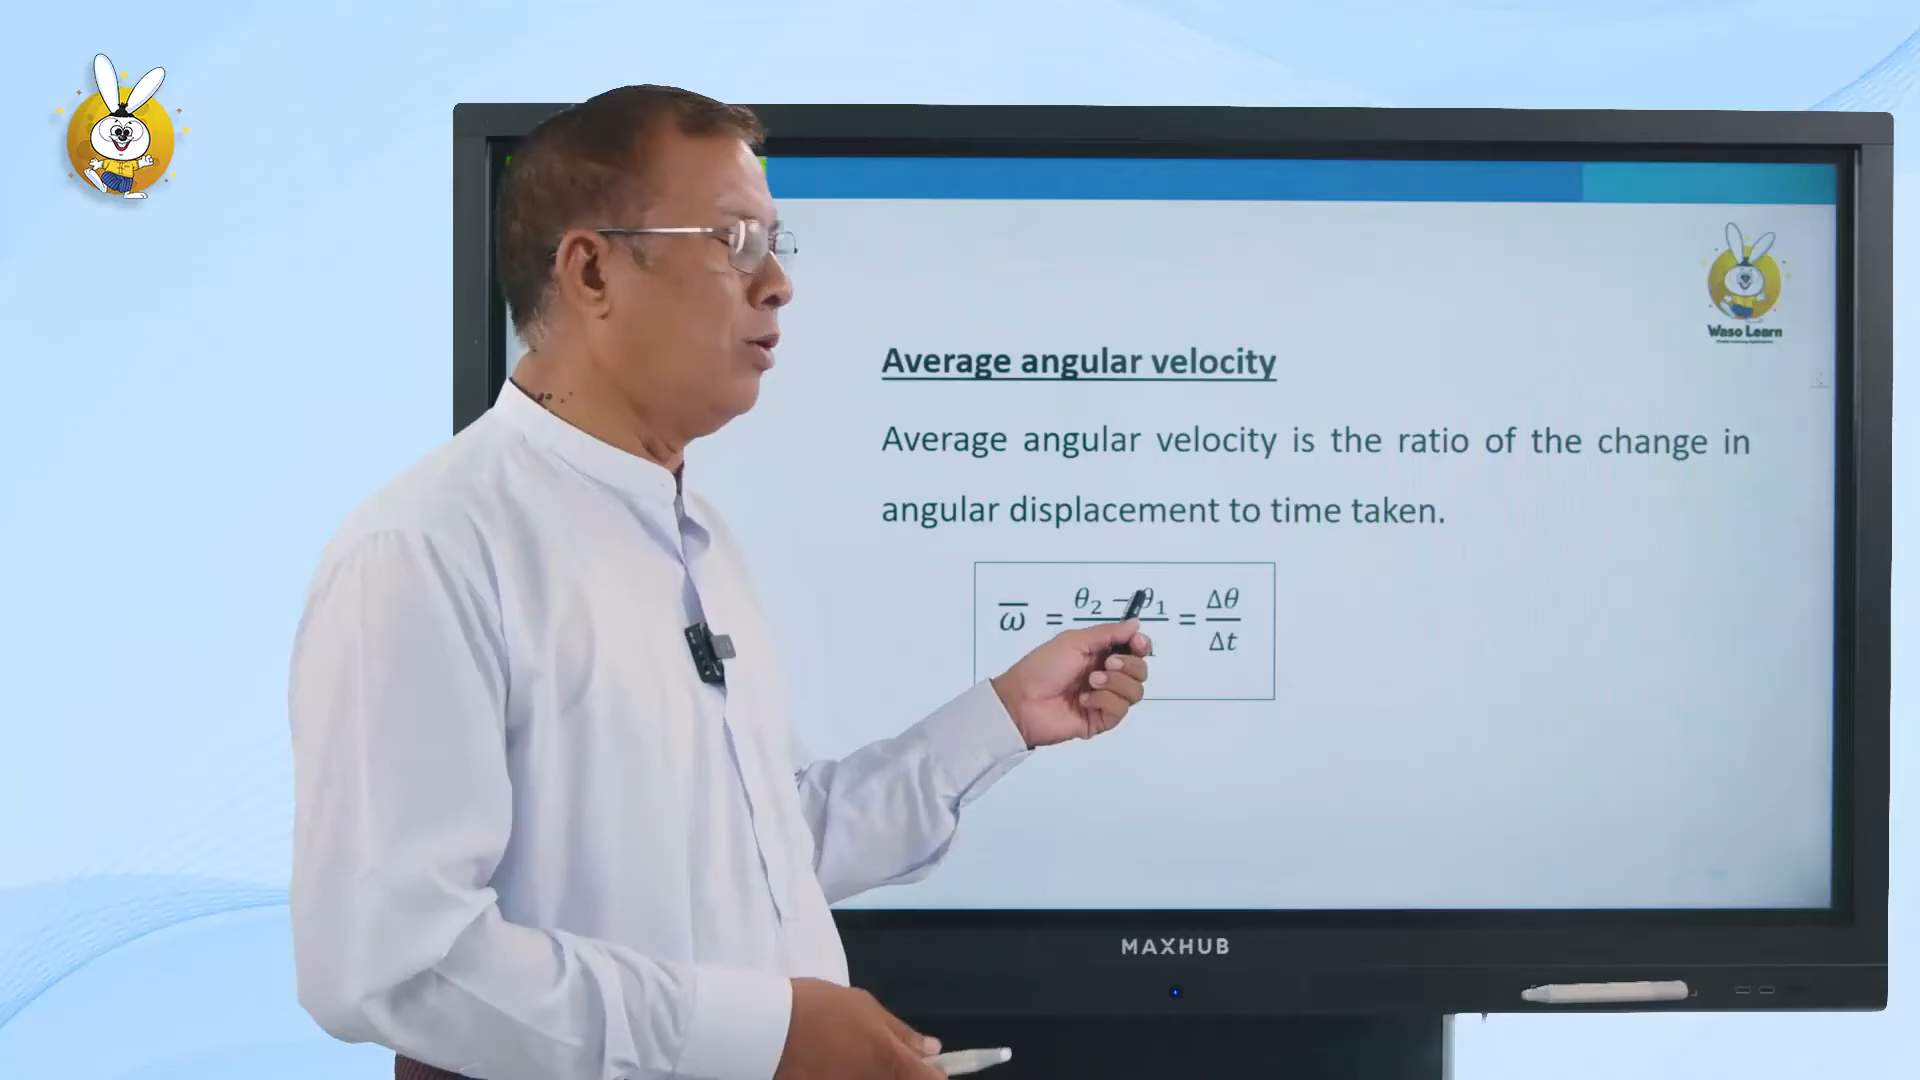 Waso Learn
Average angular velocity
Average angular velocity is the ratio of the change in
angular displacement to time taken.
ω̅ = θ₂ − θ₁ = Δθ
Δt
MAXHUB